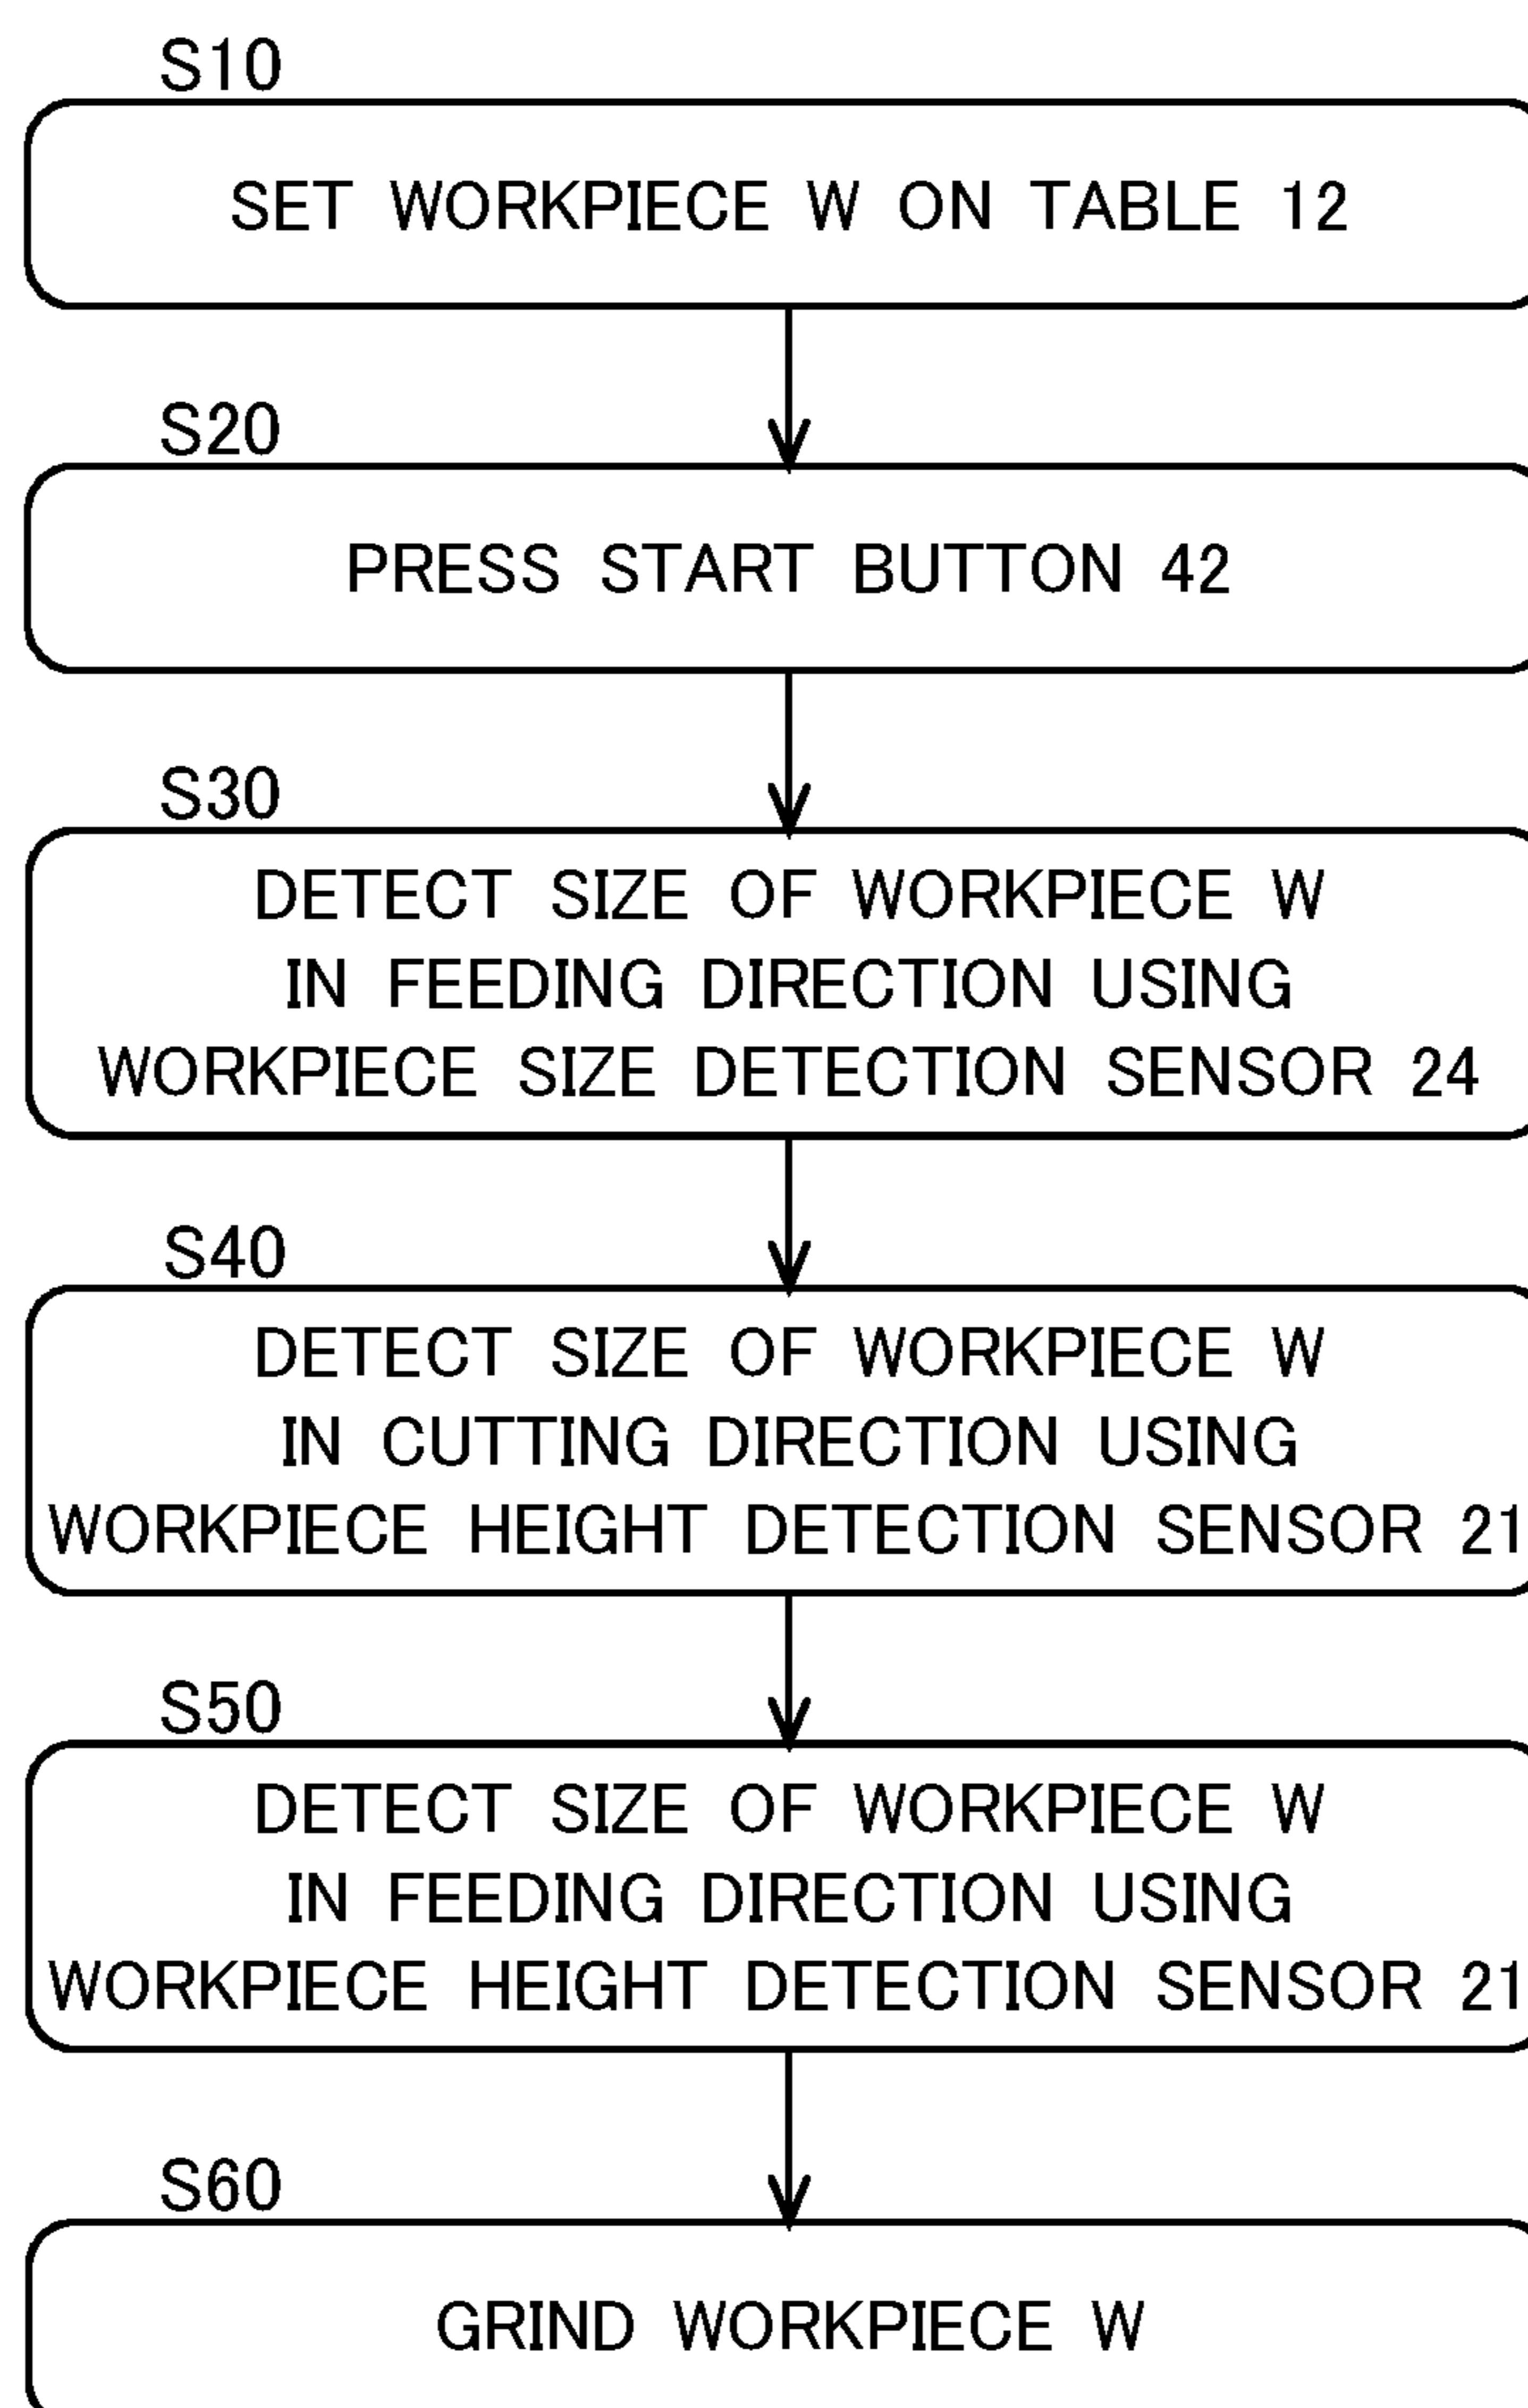 S10
SET WORKPIECE W ON TABLE 12
S20
PRESS START BUTTON 42
S30
DETECT SIZE OF WORKPIECE W
IN FEEDING DIRECTION USING
WORKPIECE SIZE DETECTION SENSOR 24
S40
DETECT SIZE OF WORKPIECE W
IN CUTTING DIRECTION USING
WORKPIECE HEIGHT DETECTION SENSOR 21
S50
DETECT SIZE OF WORKPIECE W
IN FEEDING DIRECTION USING
WORKPIECE HEIGHT DETECTION SENSOR 21
S60
GRIND WORKPIECE W